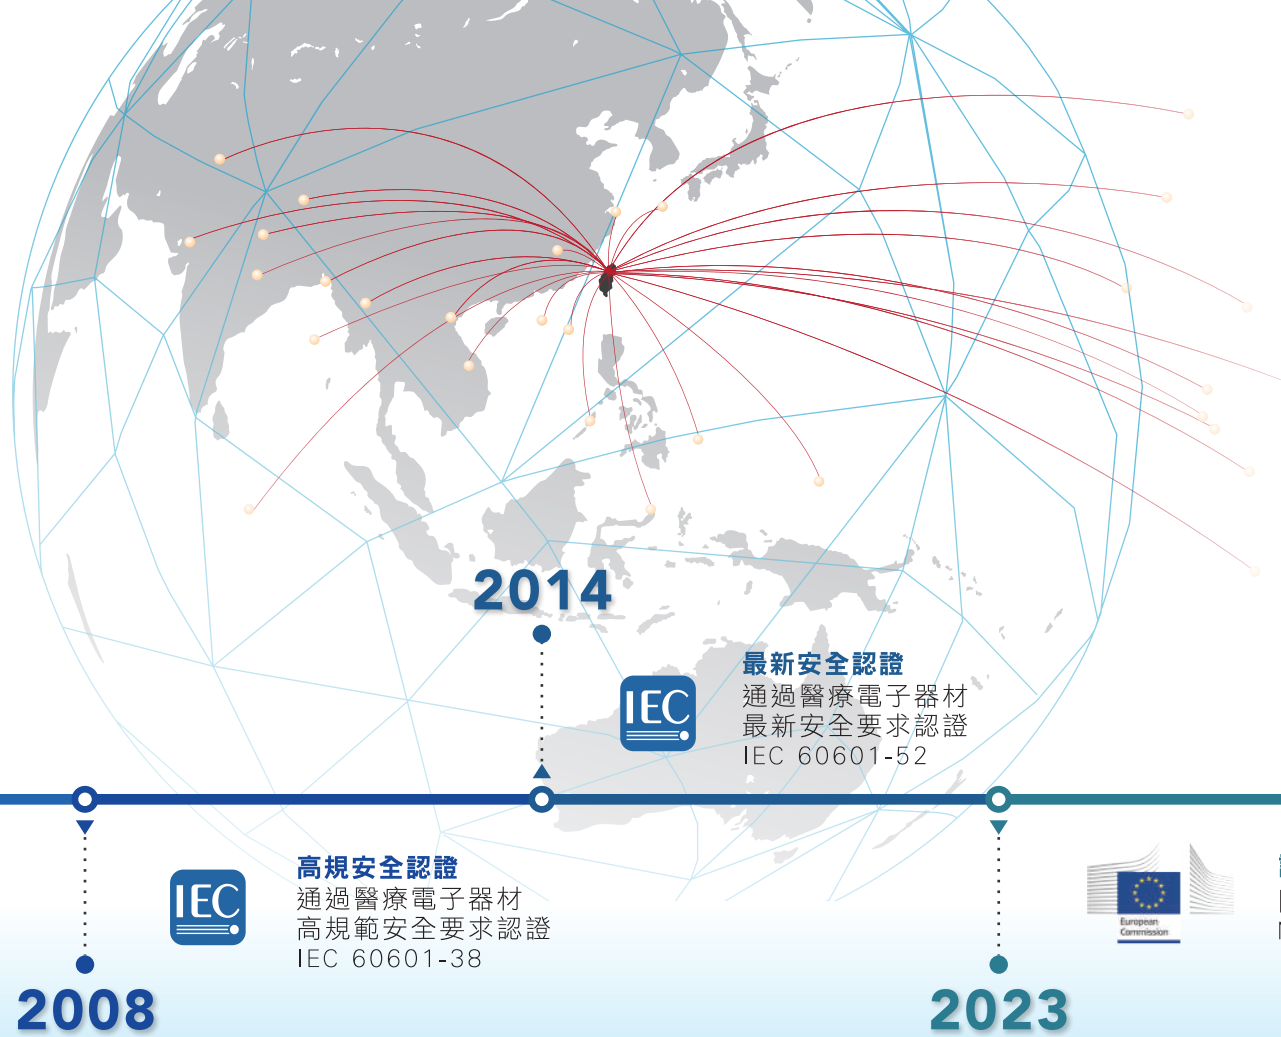 2014
IEC
最新安全認證
通過醫療電子器材
最新安全要求認證
IEC 60601-52
IEC
高規安全認證
通過醫療電子器材
高規範安全要求認證
IEC 60601-38
European
Commission
2008
2023